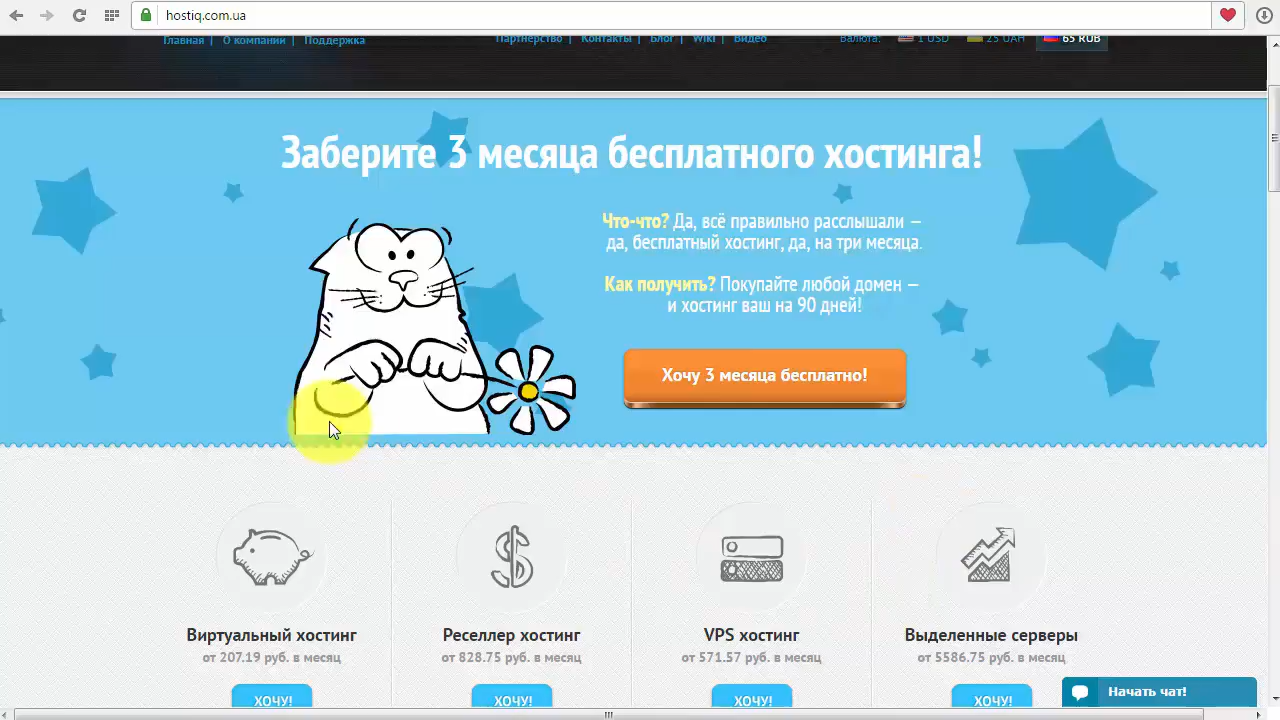 hostiq.com.ua
Главная | О компании | Поддержка
Партнерство | Контакты | Блог | Wiki | Видео
Валюта: 1 USD 25 UAH 65 RUB
Заберите 3 месяца бесплатного хостинга!
Что-что? Да, всё правильно расслышали —
да, бесплатный хостинг, да, на три месяца.
Как получить? Покупайте любой домен —
и хостинг ваш на 90 дней!
Хочу 3 месяца бесплатно!
Виртуальный хостинг
от 207.19 руб. в месяц
ХОЧУ!
Реселлер хостинг
от 828.75 руб. в месяц
ХОЧУ!
VPS хостинг
от 571.57 руб. в месяц
ХОЧУ!
Выделенные серверы
от 5586.75 руб. в месяц
ХОЧУ!
Начать чат!